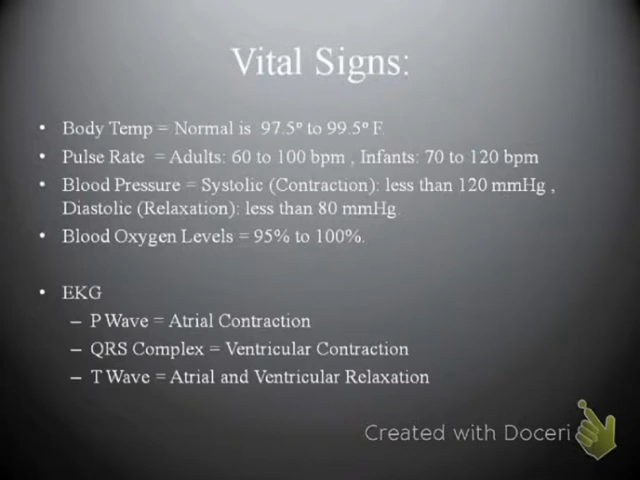 Vital Signs:
• Body Temp = Normal is 97.5º to 99.5º F.
• Pulse Rate = Adults: 60 to 100 bpm , Infants: 70 to 120 bpm
• Blood Pressure = Systolic (Contraction): less than 120 mmHg ,
Diastolic (Relaxation): less than 80 mmHg.
• Blood Oxygen Levels = 95% to 100%.
• EKG
– P Wave = Atrial Contraction
– QRS Complex = Ventricular Contraction
– T Wave = Atrial and Ventricular Relaxation
Created with Doceri